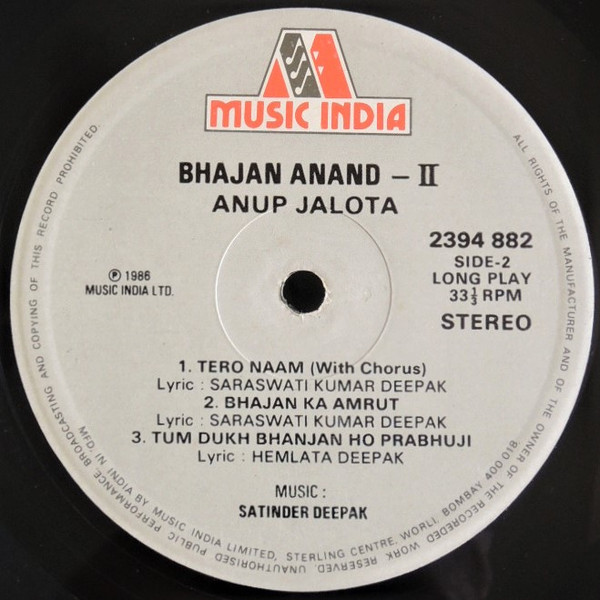 MUSIC INDIA
BHAJAN ANAND – II
ANUP JALOTA
2394 882
SIDE-2
LONG PLAY
33⅓ RPM
STEREO
Ⓟ 1986
MUSIC INDIA LTD.
1. TERO NAAM (With Chorus)
Lyric : SARASWATI KUMAR DEEPAK
2. BHAJAN KA AMRUT
Lyric : SARASWATI KUMAR DEEPAK
3. TUM DUKH BHANJAN HO PRABHUJI
Lyric : HEMLATA DEEPAK
MUSIC :
SATINDER DEEPAK
ALL RIGHTS OF THE MANUFACTURER AND OF THE OWNER OF THE RECORDED WORK RESERVED. UNAUTHORISED PUBLIC PERFORMANCE, BROADCASTING AND COPYING OF THIS RECORD PROHIBITED.
MFD. IN INDIA BY MUSIC INDIA LIMITED, STERLING CENTRE, WORLI, BOMBAY 400 018.